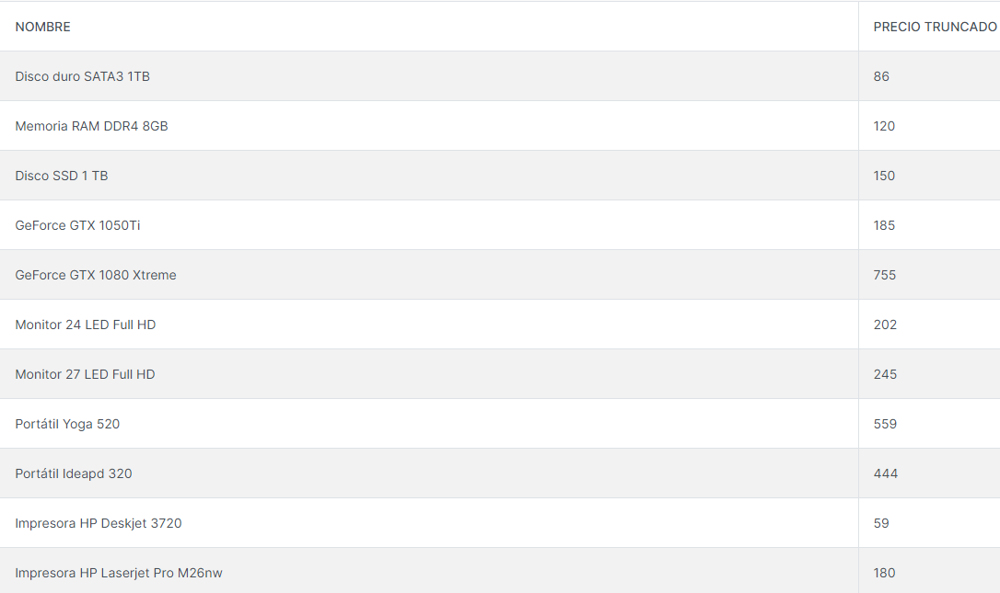 NOMBRE PRECIO TRUNCADO
Disco duro SATA3 1TB 86
Memoria RAM DDR4 8GB 120
Disco SSD 1 TB 150
GeForce GTX 1050Ti 185
GeForce GTX 1080 Xtreme 755
Monitor 24 LED Full HD 202
Monitor 27 LED Full HD 245
Portátil Yoga 520 559
Portátil Ideapd 320 444
Impresora HP Deskjet 3720 59
Impresora HP Laserjet Pro M26nw 180